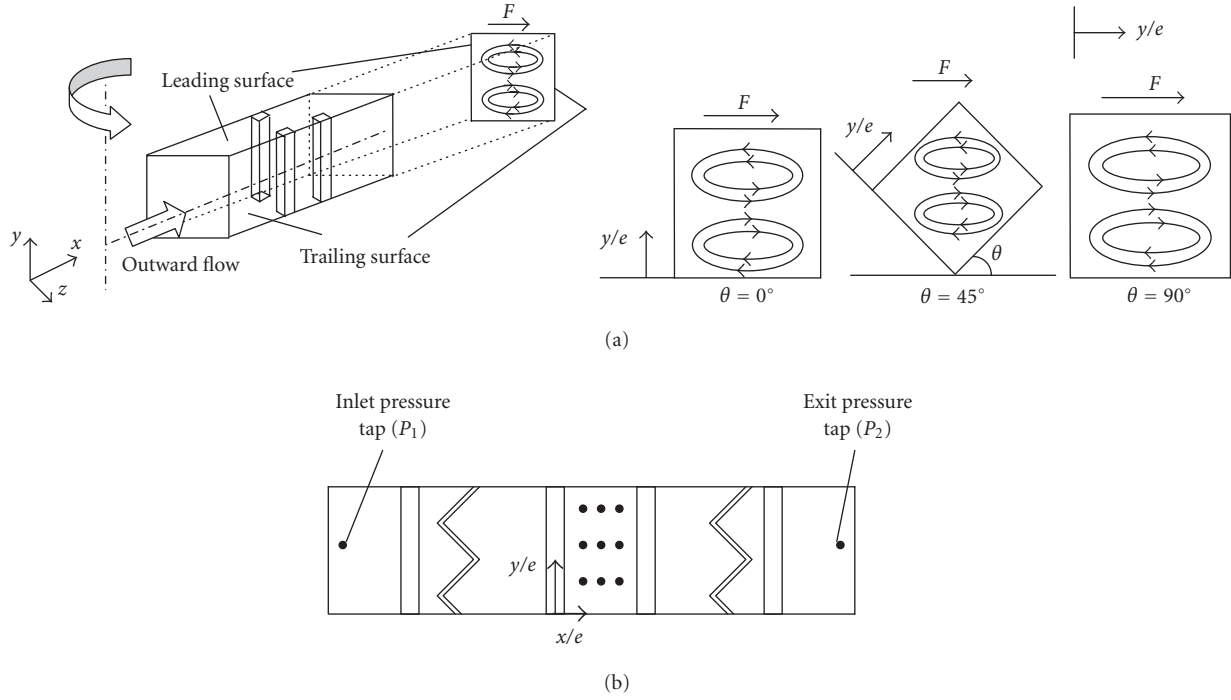 F
Leading surface
y
x
z
Outward flow
Trailing surface
F
y/e
θ = 0°
F
y/e
θ
θ = 45°
y/e
F
θ = 90°
(a)
Inlet pressure
tap (P₁)
Exit pressure
tap (P₂)
y/e
x/e
(b)